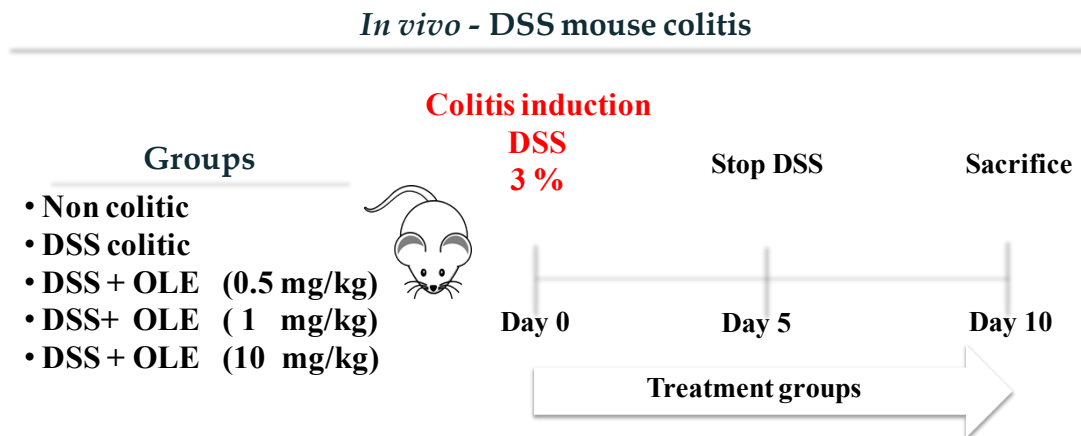 In vivo - DSS mouse colitis
Groups
• Non colitic
• DSS colitic
• DSS + OLE (0.5 mg/kg)
• DSS+ OLE ( 1 mg/kg)
• DSS + OLE (10 mg/kg)
Colitis induction
DSS
3 %
Stop DSS
Sacrifice
Day 0
Day 5
Day 10
Treatment groups